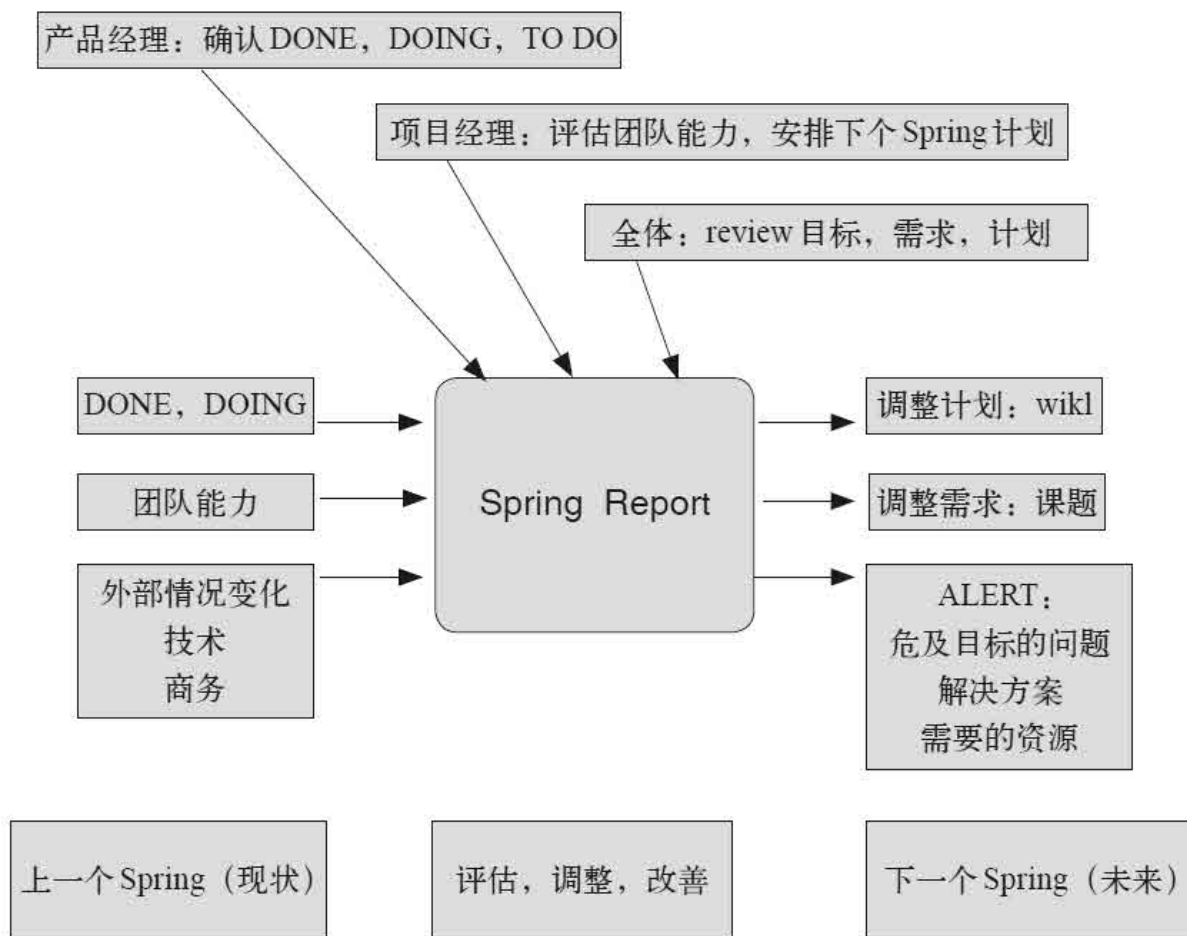 产品经理：确认DONE，DOING，TO DO
项目经理：评估团队能力，安排下个Spring计划
全体：review目标，需求，计划
DONE，DOING
团队能力
外部情况变化
技术
商务
Spring Report
调整计划：wikl
调整需求：课题
ALERT：
危及目标的问题
解决方案
需要的资源
上一个Spring（现状）
评估，调整，改善
下一个Spring（未来）